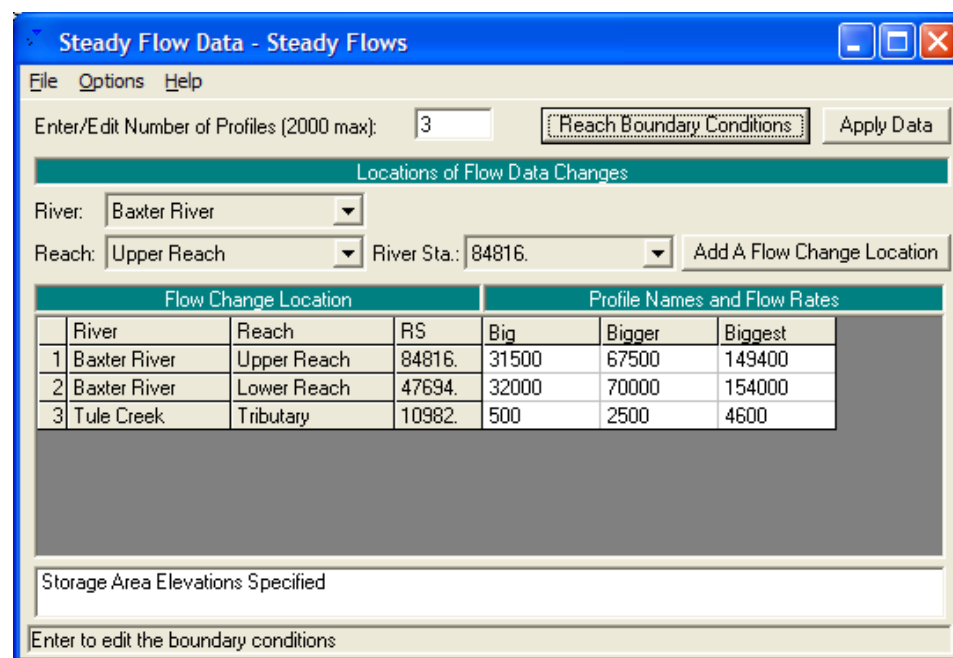 Steady Flow Data - Steady Flows
File Options Help
Enter/Edit Number of Profiles (2000 max): 3 Reach Boundary Conditions Apply Data
Locations of Flow Data Changes
River: Baxter River
Reach: Upper Reach River Sta.: 84816. Add A Flow Change Location
Flow Change Location Profile Names and Flow Rates
River Reach RS Big Bigger Biggest
1 Baxter River Upper Reach 84816. 31500 67500 149400
2 Baxter River Lower Reach 47694. 32000 70000 154000
3 Tule Creek Tributary 10982. 500 2500 4600
Storage Area Elevations Specified
Enter to edit the boundary conditions